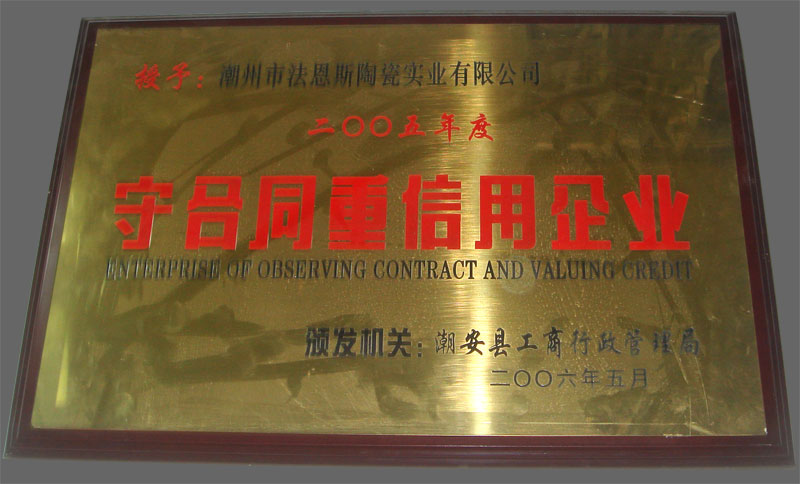 授予：潮州市法恩斯陶瓷实业有限公司
二〇〇五年度
守合同重信用企业
ENTERPRISE OF OBSERVING CONTRACT AND VALUING CREDIT
颁发机关：潮安县工商行政管理局
二〇〇六年五月